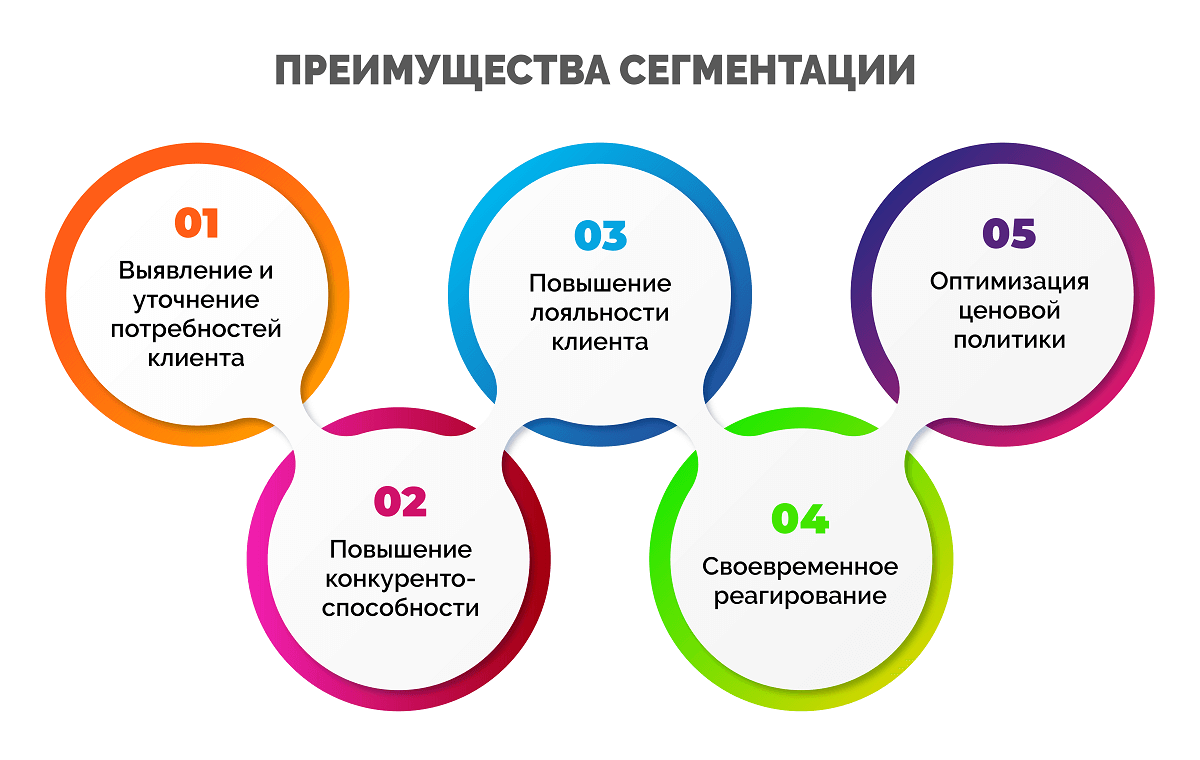 ПРЕИМУЩЕСТВА СЕГМЕНТАЦИИ
01
Выявление и
уточнение
потребностей
клиента
02
Повышение
конкуренто-
способности
03
Повышение
лояльности
клиента
04
Своевременное
реагирование
05
Оптимизация
ценовой
политики